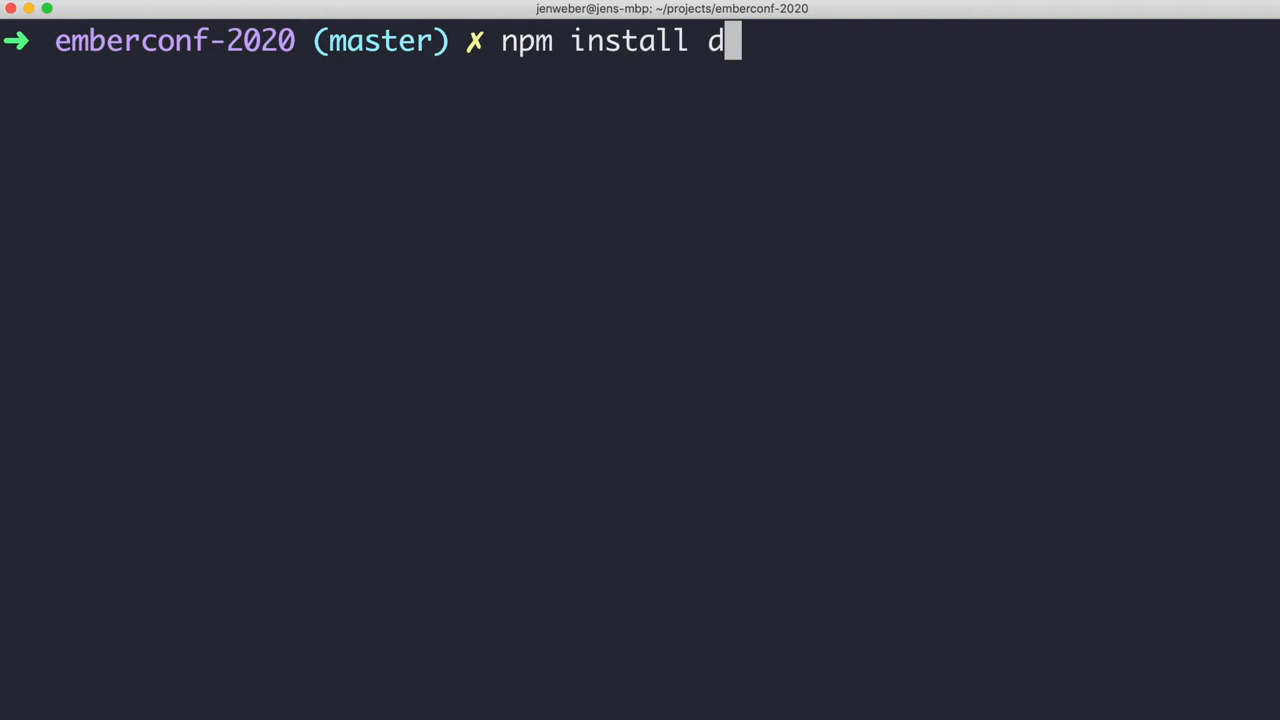 jenweber@jens-mbp: ~/projects/emberconf-2020
➜ emberconf-2020 (master) ✗ npm install d